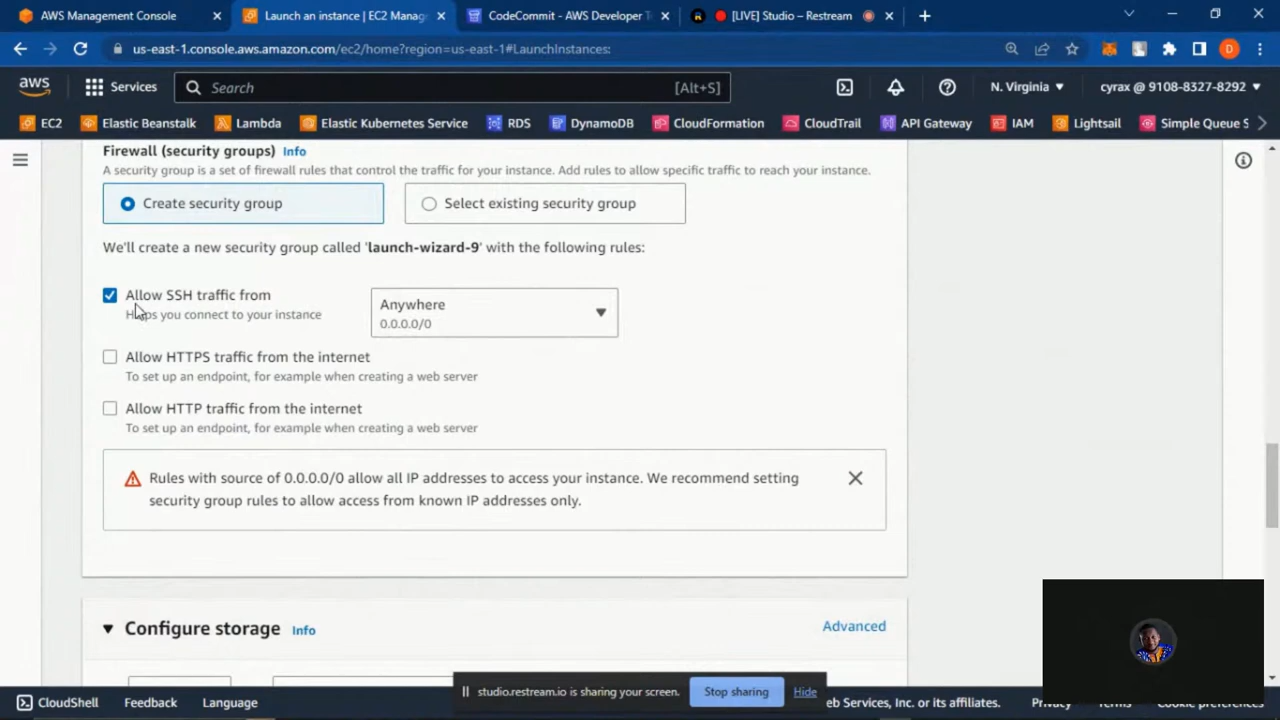 AWS Management Console
Launch an instance | EC2 Manag
CodeCommit - AWS Developer T
[LIVE] Studio – Restream
us-east-1.console.aws.amazon.com/ec2/home?region=us-east-1#LaunchInstances:
D
aws
Services
Search
[Alt+S]
N. Virginia
cyrax @ 9108-8327-8292
EC2
Elastic Beanstalk
Lambda
Elastic Kubernetes Service
RDS
DynamoDB
CloudFormation
CloudTrail
API Gateway
IAM
Lightsail
Simple Queue S
Firewall (security groups) Info
A security group is a set of firewall rules that control the traffic for your instance. Add rules to allow specific traffic to reach your instance.
Create security group
Select existing security group
We'll create a new security group called 'launch-wizard-9' with the following rules:
Allow SSH traffic from
Helps you connect to your instance
Anywhere
0.0.0.0/0
Allow HTTPS traffic from the internet
To set up an endpoint, for example when creating a web server
Allow HTTP traffic from the internet
To set up an endpoint, for example when creating a web server
Rules with source of 0.0.0.0/0 allow all IP addresses to access your instance. We recommend setting
security group rules to allow access from known IP addresses only.
Configure storage Info
Advanced
studio.restream.io is sharing your screen.
Stop sharing
Hide
CloudShell
Feedback
Language
eb Services, Inc. or its affiliates.
Privacy
Terms
Cookie preferences